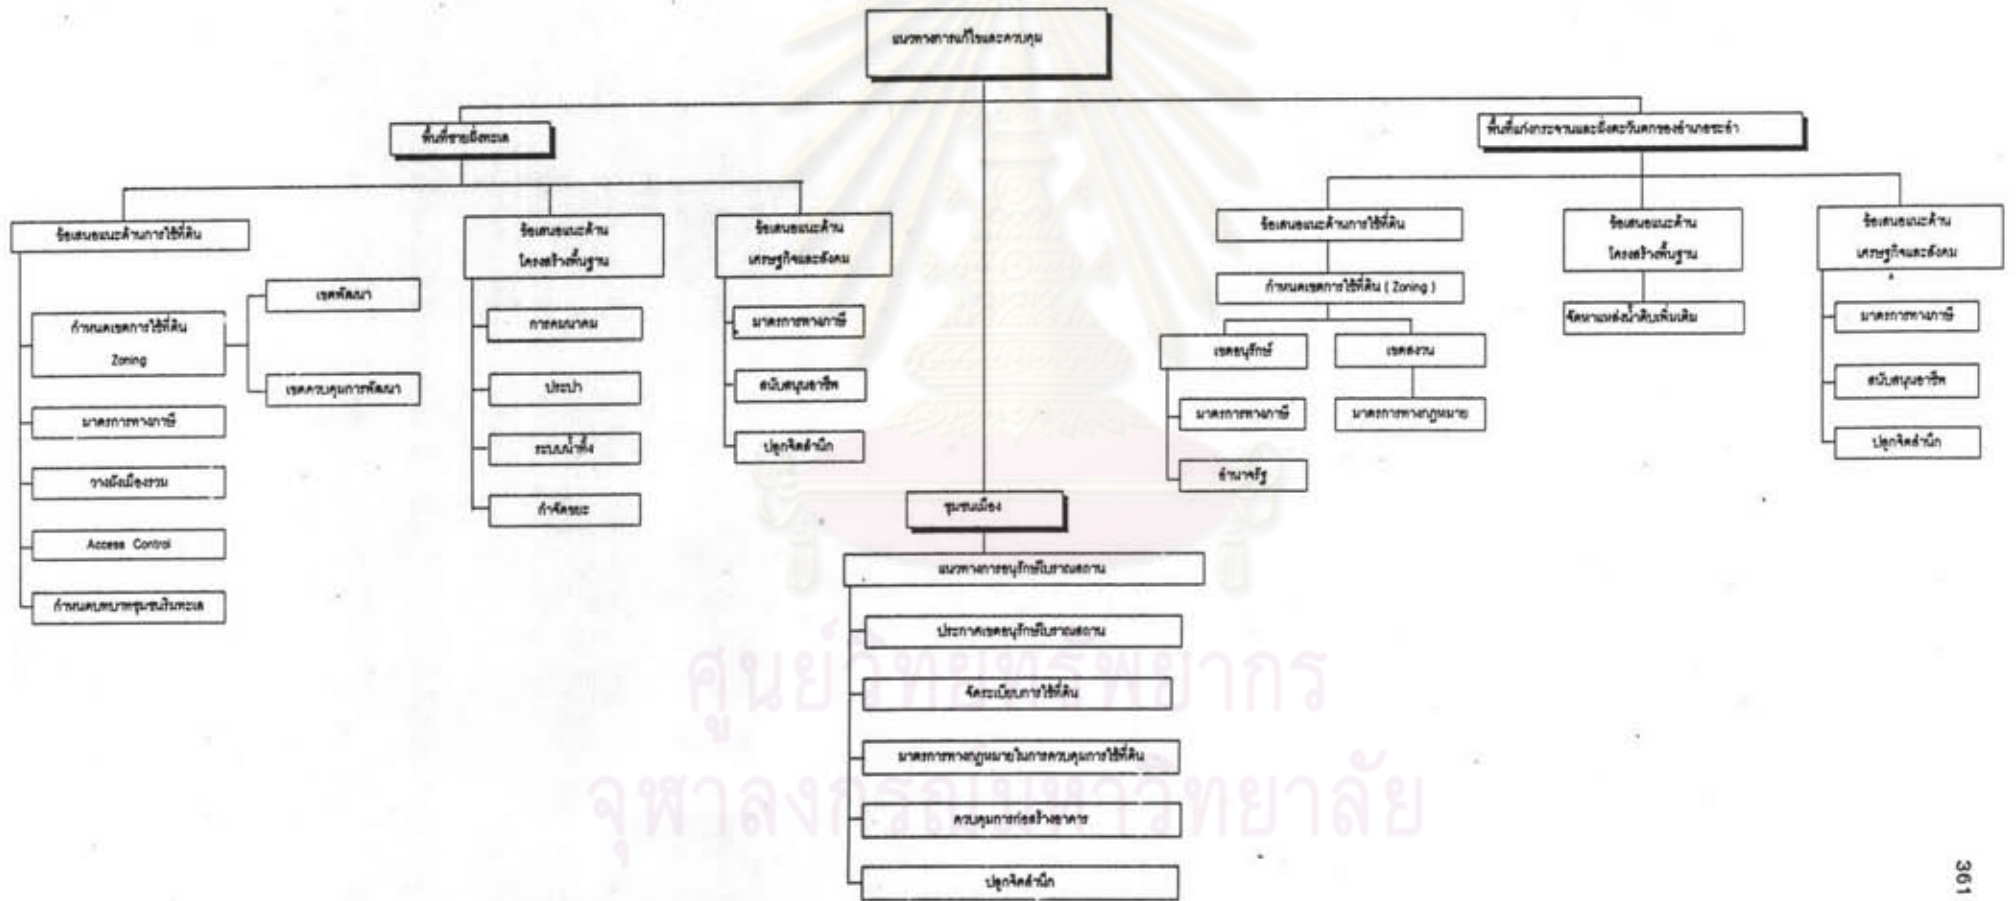 แนวทางการแก้ไขและควบคุม
พื้นที่ชายฝั่งทะเล
ข้อเสนอแนะด้านการใช้ที่ดิน
กำหนดเขตการใช้ที่ดิน
Zoning
เขตพัฒนา
เขตควบคุมการพัฒนา
มาตรการทางภาษี
วางผังเมืองรวม
Access Control
กำหนดบทบาทชุมชนริมทะเล
ข้อเสนอแนะด้าน
โครงสร้างพื้นฐาน
การคมนาคม
ประปา
ระบบน้ำทิ้ง
กำจัดขยะ
ข้อเสนอแนะด้าน
เศรษฐกิจและสังคม
มาตรการทางภาษี
สนับสนุนอาชีพ
ปลูกจิตสำนึก
ชุมชนเมือง
แนวทางการอนุรักษ์โบราณสถาน
ประกาศเขตอนุรักษ์โบราณสถาน
จัดระเบียบการใช้ที่ดิน
มาตรการทางกฎหมายในการควบคุมการใช้ที่ดิน
ควบคุมการก่อสร้างอาคาร
ปลูกจิตสำนึก
พื้นที่แก่งกระจานและฝั่งตะวันตกของอำเภอชะอำ
ข้อเสนอแนะด้านการใช้ที่ดิน
กำหนดเขตการใช้ที่ดิน ( Zoning )
เขตอนุรักษ์
มาตรการทางภาษี
อำนาจรัฐ
เขตสงวน
มาตรการทางกฎหมาย
ข้อเสนอแนะด้าน
โครงสร้างพื้นฐาน
จัดหาแหล่งน้ำดิบเพิ่มเติม
ข้อเสนอแนะด้าน
เศรษฐกิจและสังคม
มาตรการทางภาษี
สนับสนุนอาชีพ
ปลูกจิตสำนึก
ศูนย์วิทยทรัพยากร
จุฬาลงกรณ์มหาวิทยาลัย
361